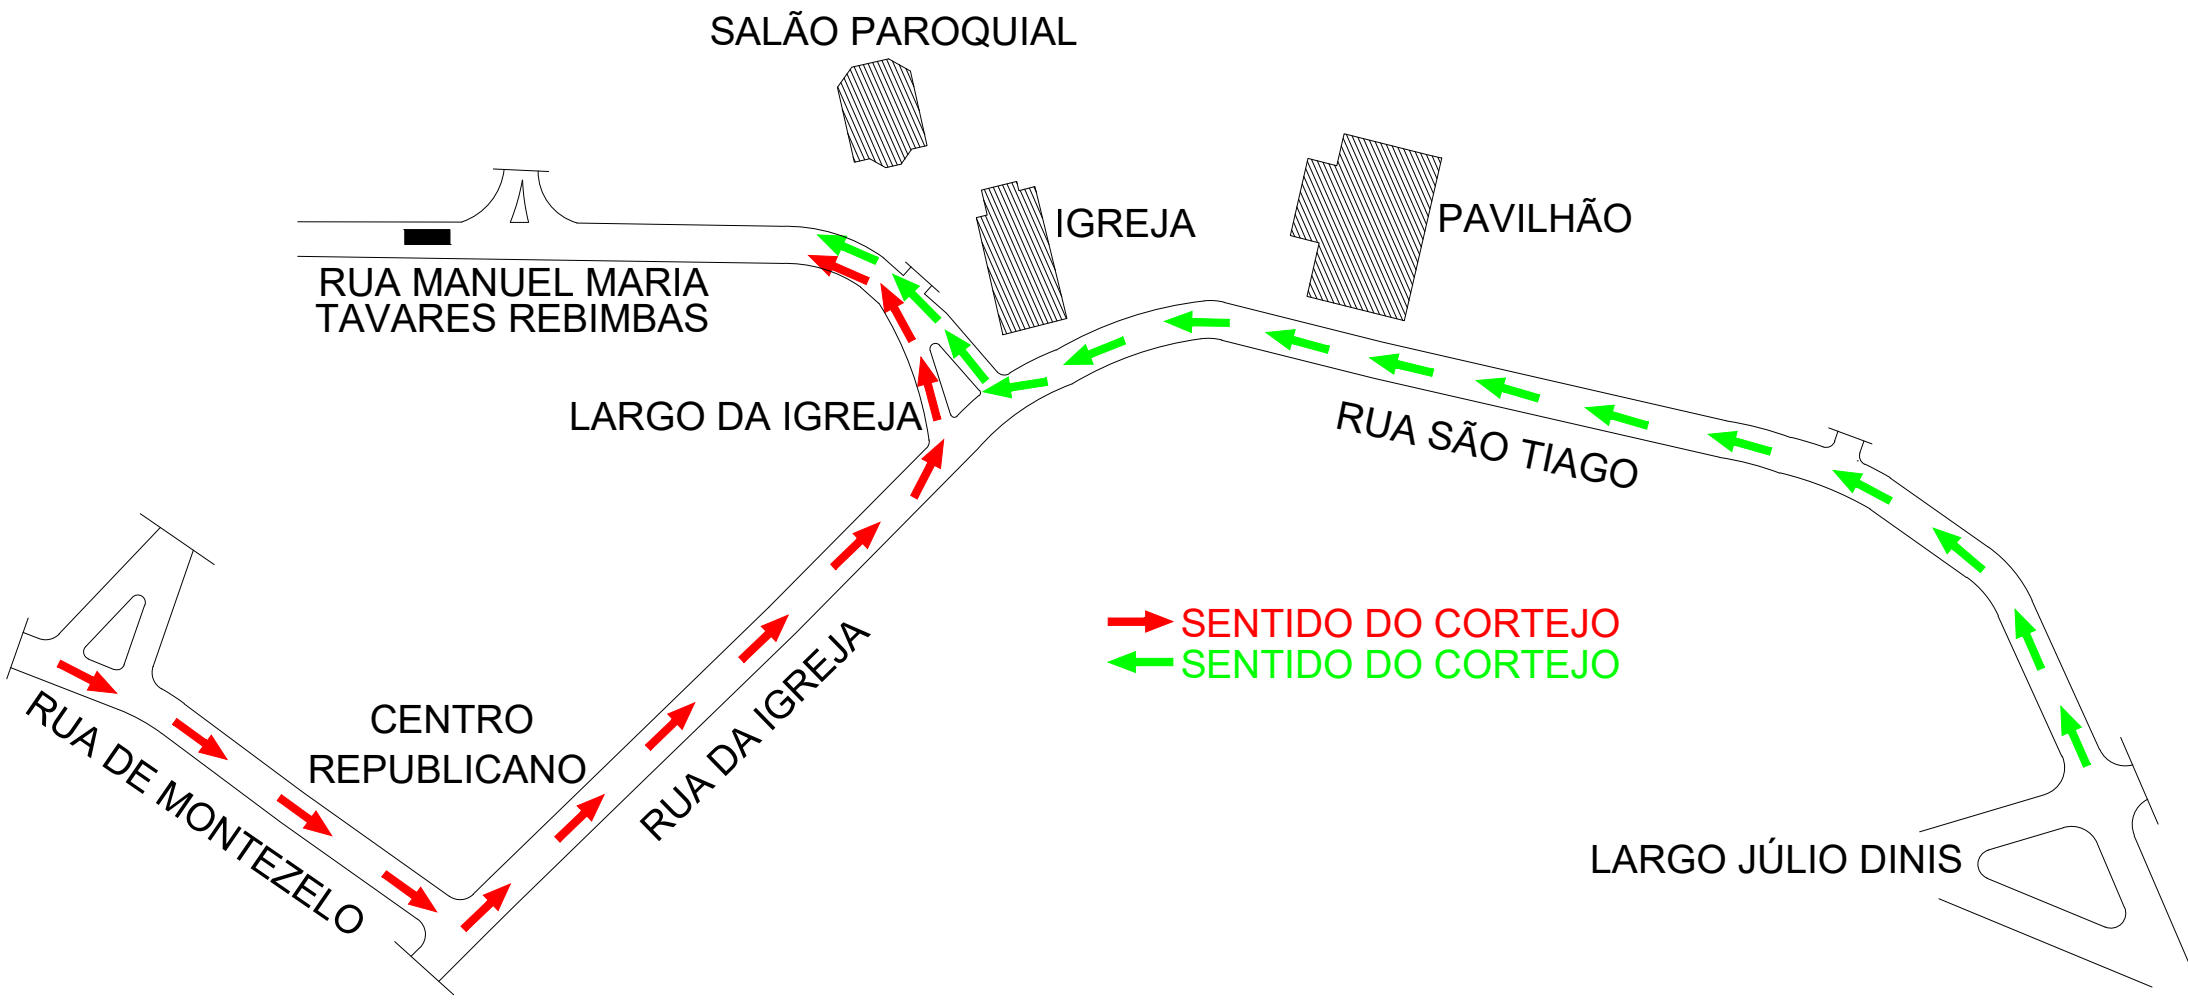 SALÃO PAROQUIAL
IGREJA
PAVILHÃO
RUA MANUEL MARIA
TAVARES REBIMBAS
LARGO DA IGREJA
RUA SÃO TIAGO
SENTIDO DO CORTEJO
SENTIDO DO CORTEJO
CENTRO
REPUBLICANO
RUA DE MONTEZELO
RUA DA IGREJA
LARGO JÚLIO DINIS